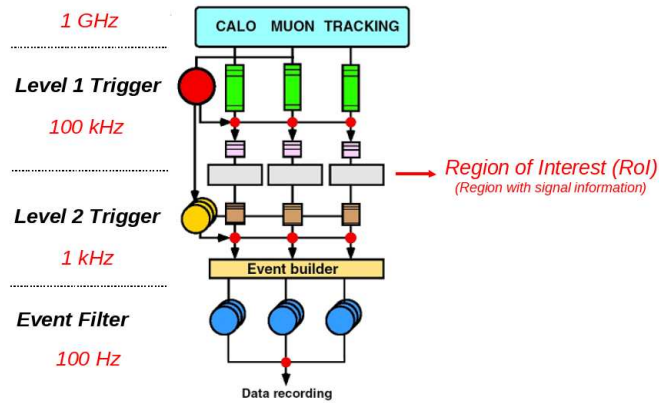 1 GHz
CALO MUON TRACKING
Level 1 Trigger
100 kHz
Region of Interest (RoI)
(Region with signal information)
Level 2 Trigger
1 kHz
Event builder
Event Filter
100 Hz
Data recording